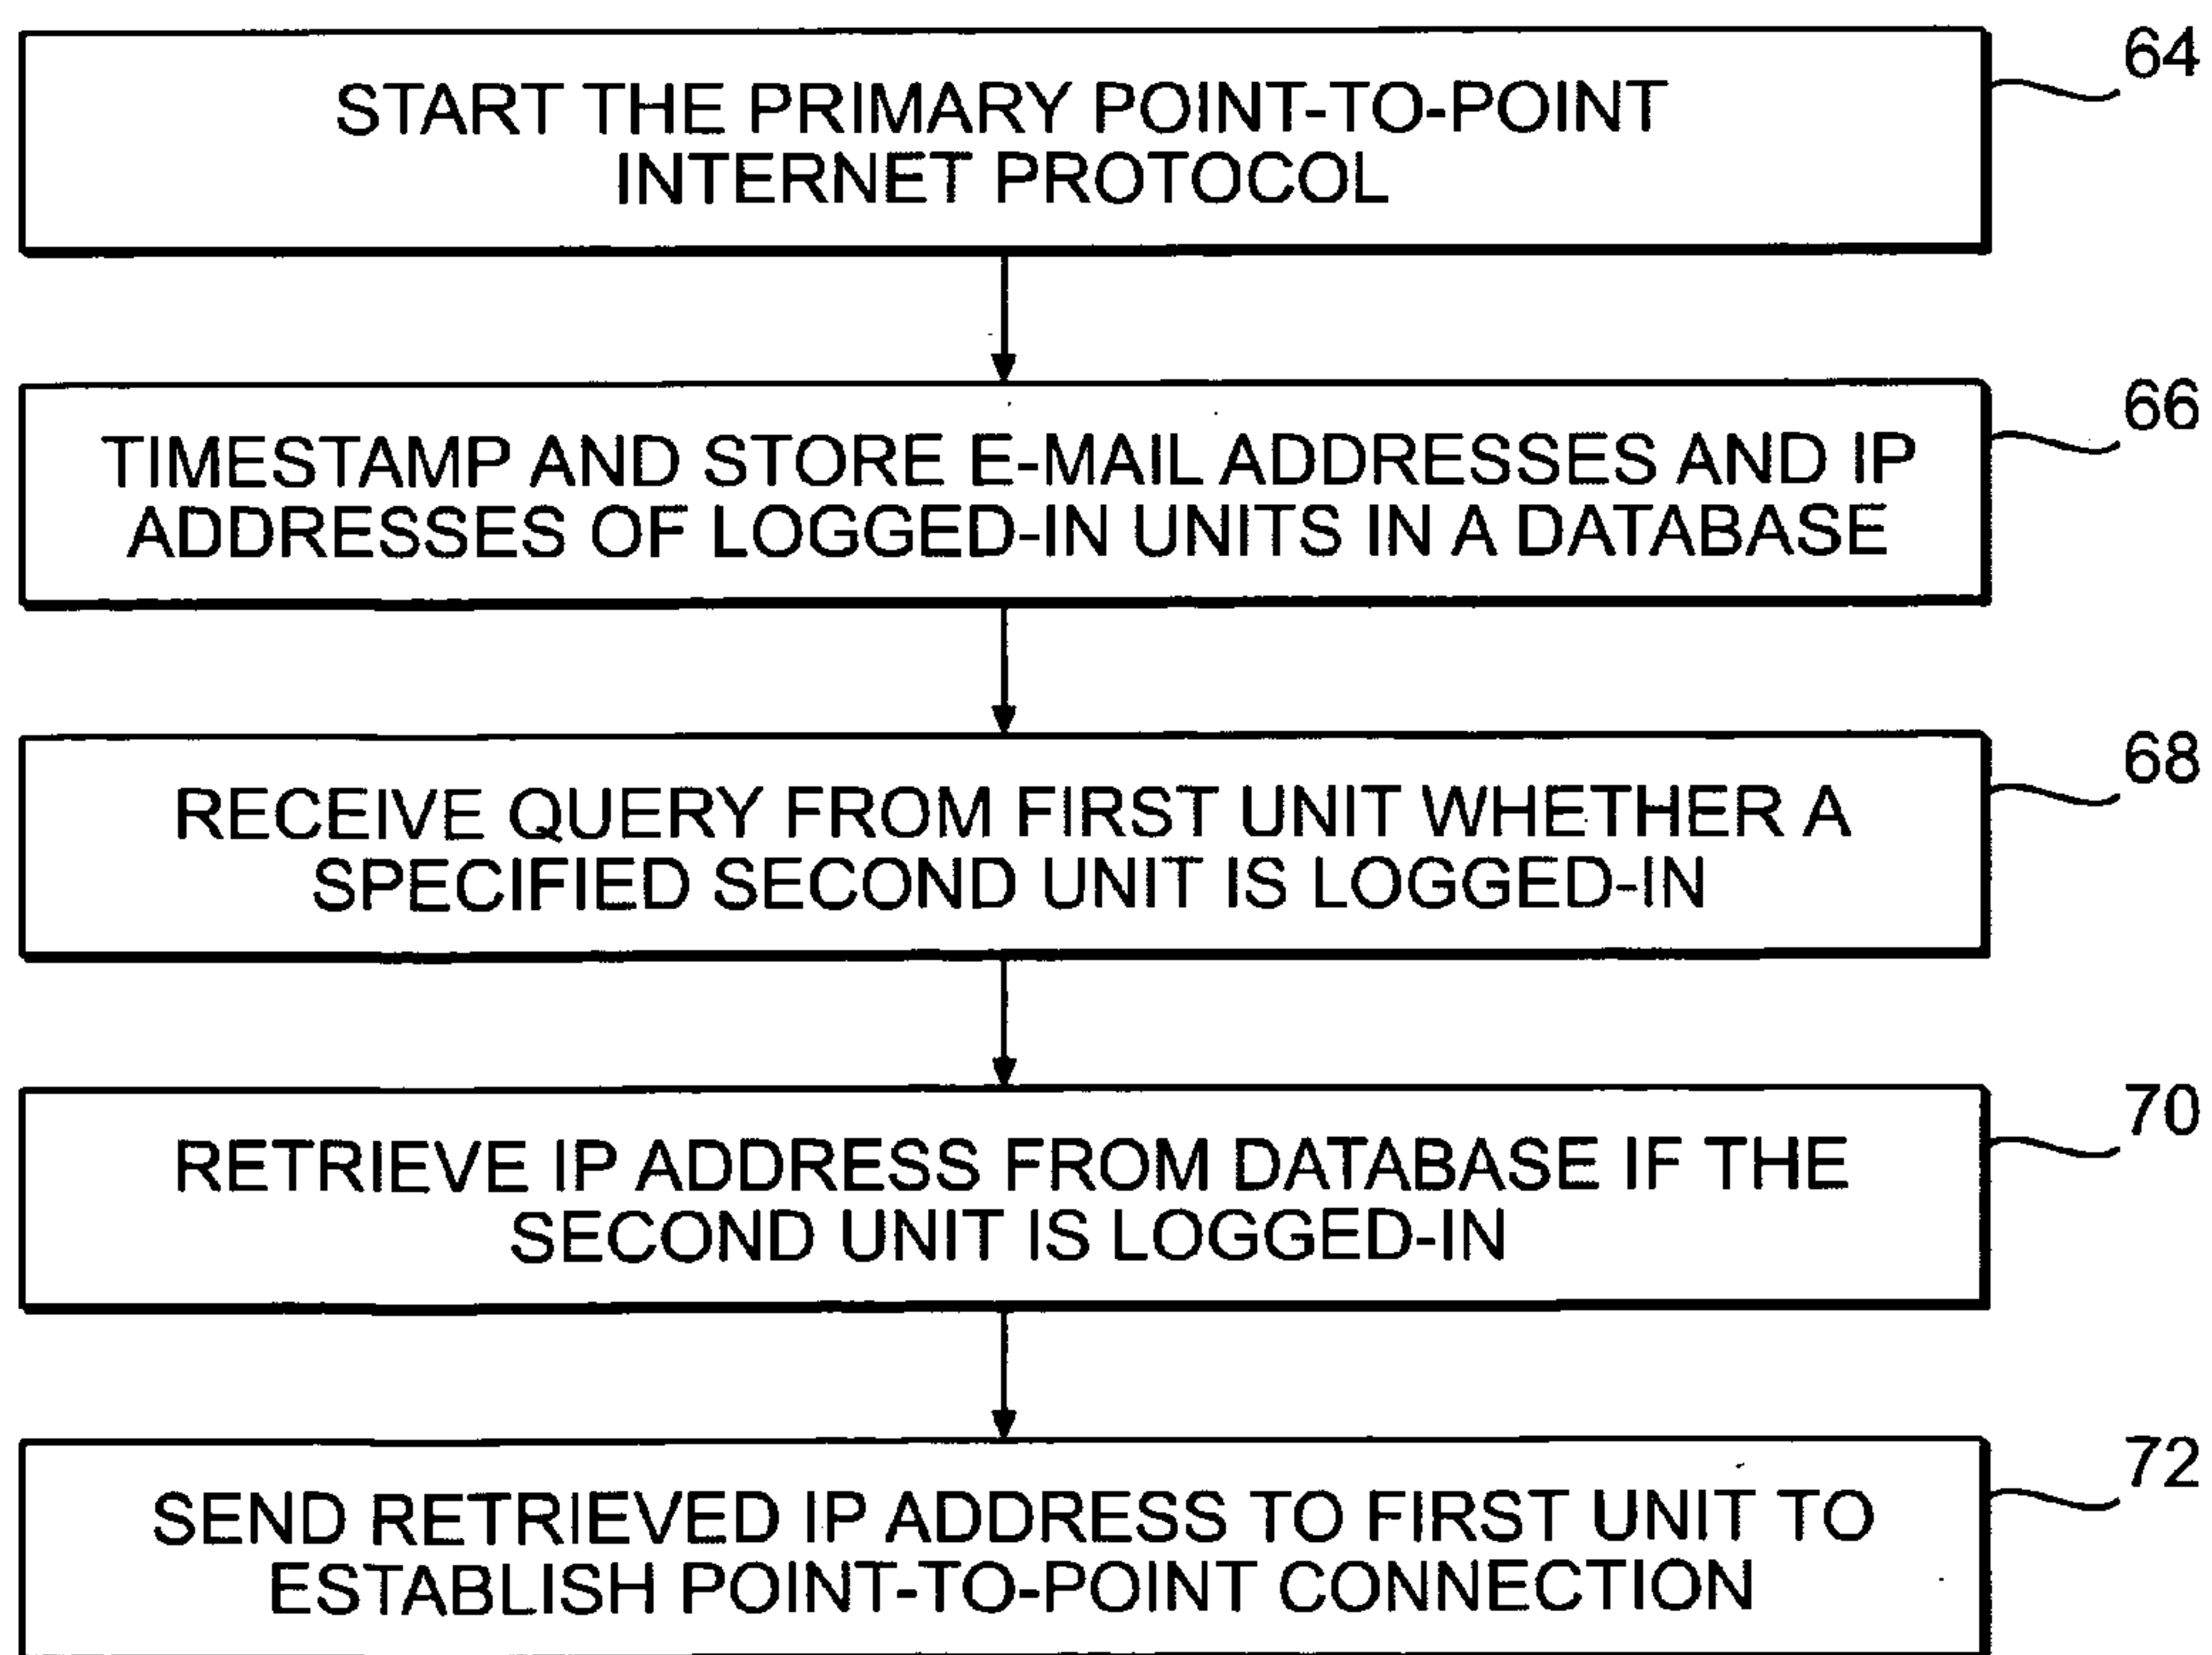 START THE PRIMARY POINT-TO-POINT
INTERNET PROTOCOL
64
TIMESTAMP AND STORE E-MAIL ADDRESSES AND IP
ADDRESSES OF LOGGED-IN UNITS IN A DATABASE
66
RECEIVE QUERY FROM FIRST UNIT WHETHER A
SPECIFIED SECOND UNIT IS LOGGED-IN
68
RETRIEVE IP ADDRESS FROM DATABASE IF THE
SECOND UNIT IS LOGGED-IN
70
SEND RETRIEVED IP ADDRESS TO FIRST UNIT TO
ESTABLISH POINT-TO-POINT CONNECTION
72